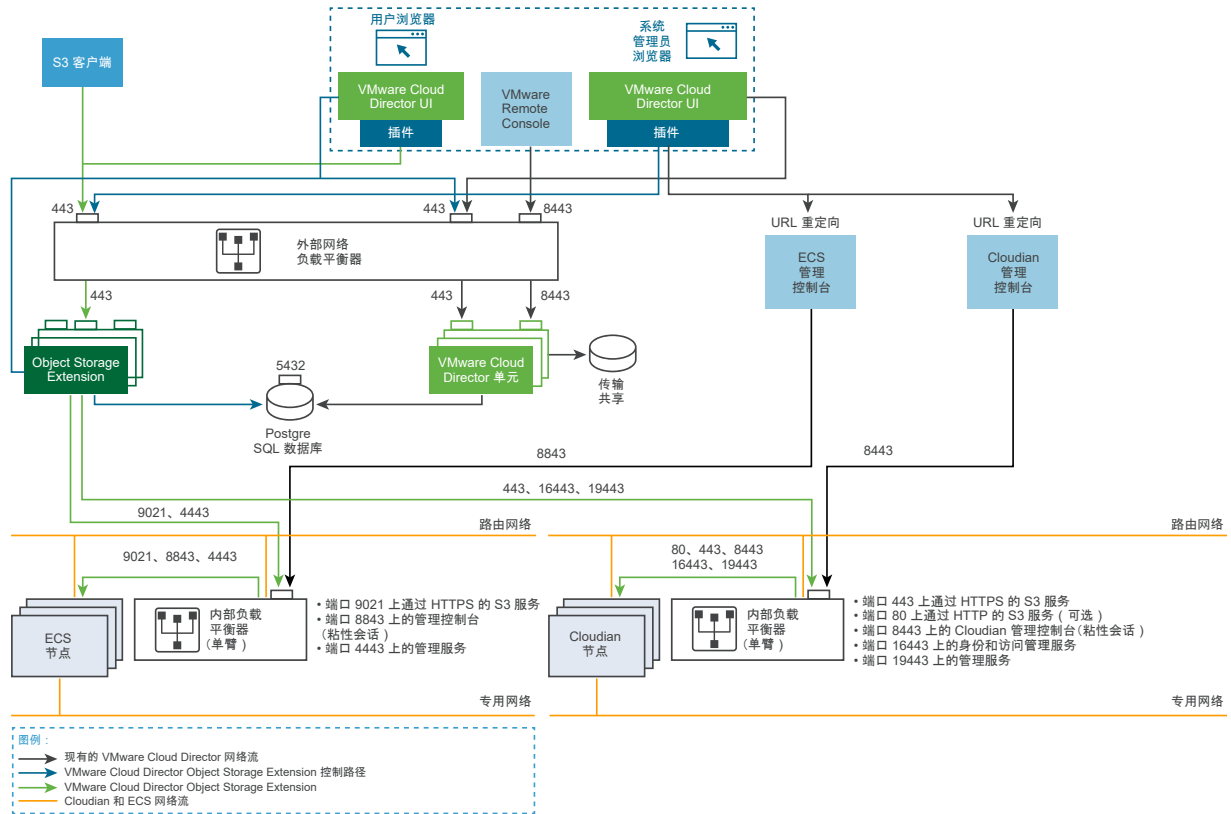 用户浏览器
系统
管理员
浏览器
S3 客户端
VMware Cloud
Director UI
插件
VMware
Remote
Console
VMware Cloud
Director UI
插件
443
443
8443
URL 重定向
URL 重定向
外部网络
负载平衡器
ECS
管理
控制台
Cloudian
管理
控制台
443
443
8443
Object Storage
Extension
5432
Postgre
SQL 数据库
VMware Cloud
Director 单元
传输
共享
8843
8443
443、16443、19443
9021、4443
路由网络
路由网络
9021、8843、4443
80、443、8443
16443、19443
ECS
节点
内部负载
平衡器
(单臂)
• 端口 9021 上通过 HTTPS 的 S3 服务
• 端口 8843 上的管理控制台
(粘性会话)
• 端口 4443 上的管理服务
Cloudian
节点
内部负载
平衡器
(单臂)
• 端口 443 上通过 HTTPS 的 S3 服务
• 端口 80 上通过 HTTP 的 S3 服务(可选)
• 端口 8443 上的 Cloudian 管理控制台(粘性会话)
• 端口 16443 上的身份和访问管理服务
• 端口 19443 上的管理服务
专用网络
专用网络
图例:
现有的 VMware Cloud Director 网络流
VMware Cloud Director Object Storage Extension 控制路径
VMware Cloud Director Object Storage Extension
Cloudian 和 ECS 网络流